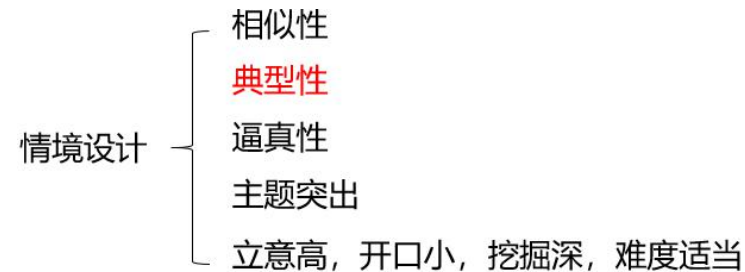 相似性
典型性
情境设计
逼真性
主题突出
立意高，开口小，挖掘深，难度适当